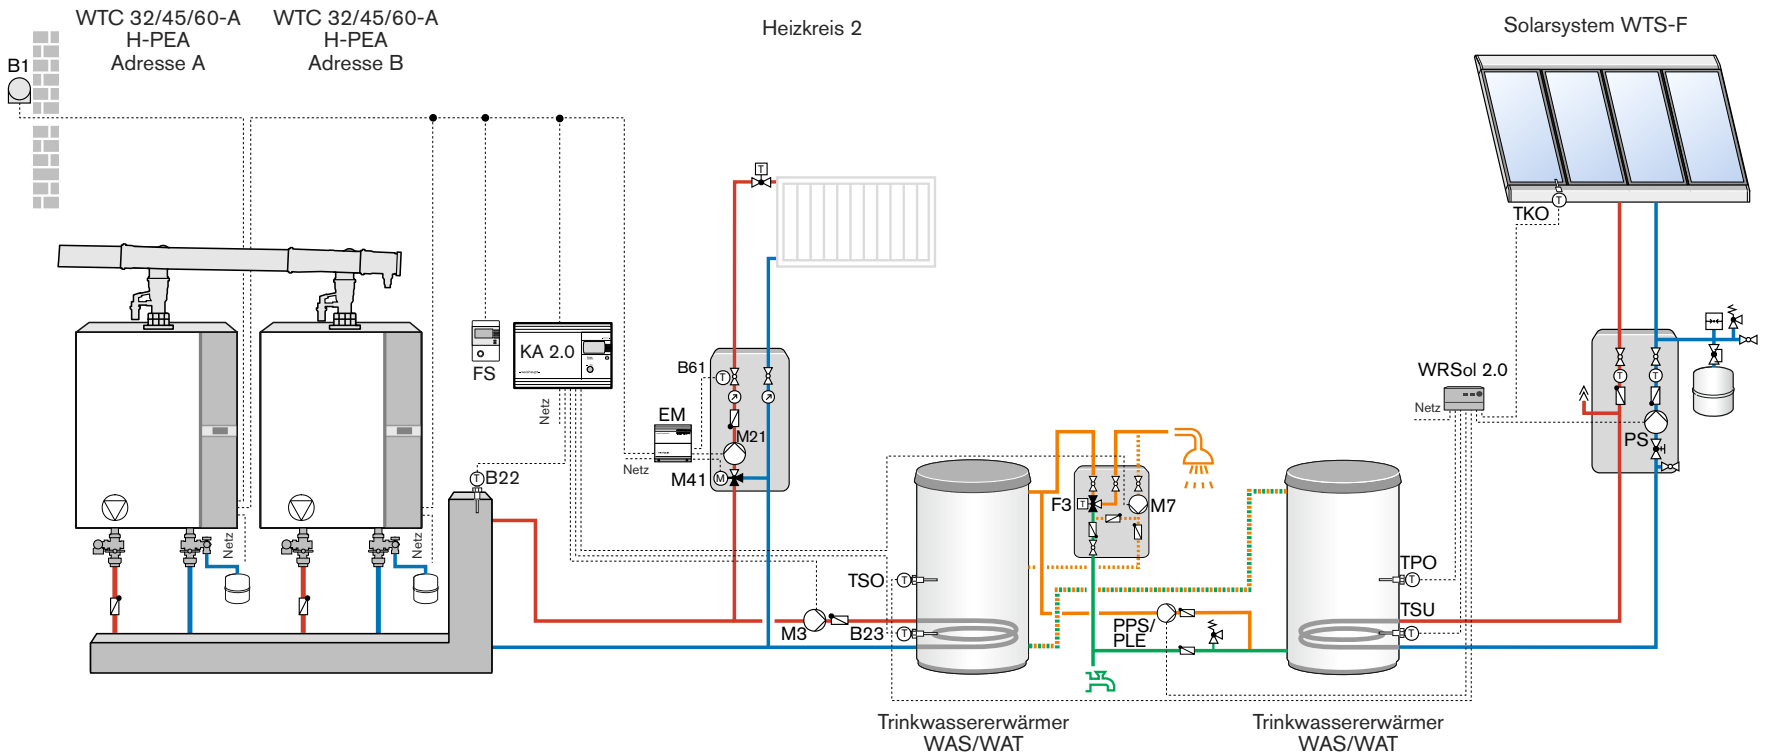 WTC 32/45/60-A
H-PEA
Adresse A
WTC 32/45/60-A
H-PEA
Adresse B
Heizkreis 2
Solarsystem WTS-F
B1
TKO
T
T
FS
KA 2.0
Netz
B61
T
EM
M21
Netz
M41
M
T
B22
Netz
Netz
WRSol 2.0
Netz
T
T
PS
F3
T
M7
TSO
T
M3
B23
T
PPS/
PLE
TPO
T
TSU
T
Trinkwassererwärmer
WAS/WAT
Trinkwassererwärmer
WAS/WAT